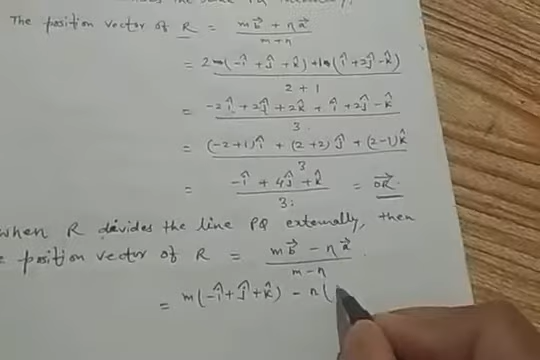 the
The position vector of R = (m b⃗ + n a⃗)/(m+n)
= (2(-î + ĵ + k̂) + 1(î + 2ĵ - k̂))/(2 + 1)
= (-2î + 2ĵ + 2k̂ + î + 2ĵ - k̂)/3
= ((-2+1)î + (2+2)ĵ + (2-1)k̂)/3
= (-î + 4ĵ + k̂)/3 = OR⃗
when R divides the line PQ externally, then
position vector of R = (m b⃗ - n a⃗)/(m-n)
= m(-î+ĵ+k̂) - n(